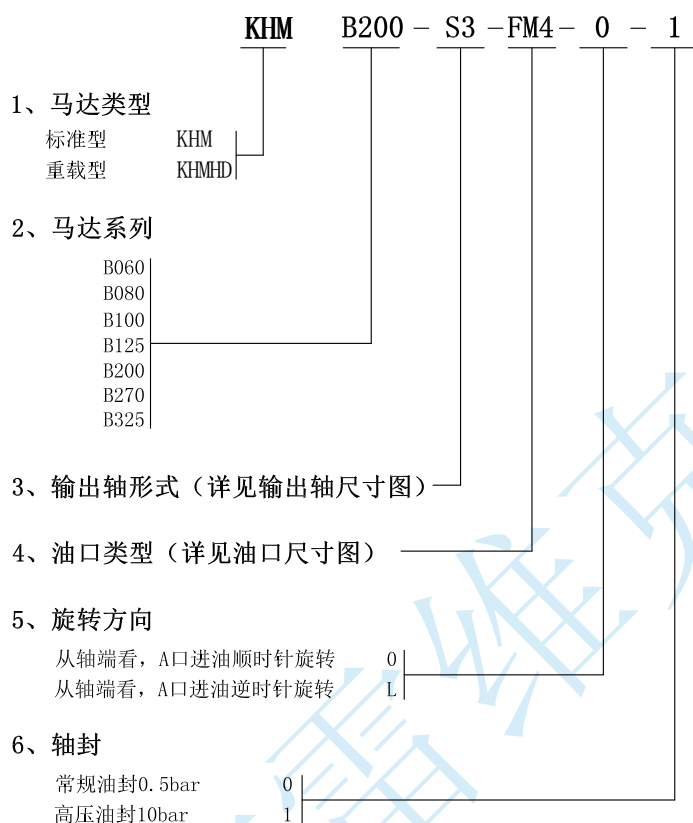 KHM B200 - S3 - FM4 - 0 - 1
1、马达类型
标准型 KHM
重载型 KHMHD
2、马达系列
B060
B080
B100
B125
B200
B270
B325
3、输出轴形式（详见输出轴尺寸图）
4、油口类型（详见油口尺寸图）
5、旋转方向
从轴端看，A口进油顺时针旋转 0
从轴端看，A口进油逆时针旋转 L
6、轴封
常规油封0.5bar 0
高压油封10bar 1
雷维克